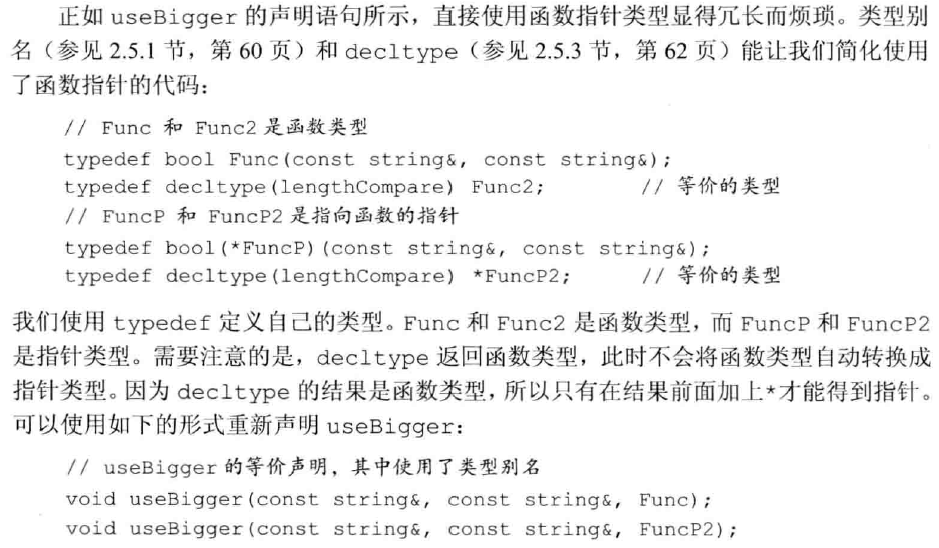 正如 useBigger 的声明语句所示，直接使用函数指针类型显得冗长而烦琐。类型别
名（参见 2.5.1 节，第 60 页）和 decltype（参见 2.5.3 节，第 62 页）能让我们简化使用
了函数指针的代码：
// Func 和 Func2 是函数类型
typedef bool Func(const string&, const string&);
typedef decltype(lengthCompare) Func2; // 等价的类型
// FuncP 和 FuncP2 是指向函数的指针
typedef bool(*FuncP)(const string&, const string&);
typedef decltype(lengthCompare) *FuncP2; // 等价的类型
我们使用 typedef 定义自己的类型。Func 和 Func2 是函数类型，而 FuncP 和 FuncP2
是指针类型。需要注意的是，decltype 返回函数类型，此时不会将函数类型自动转换成
指针类型。因为 decltype 的结果是函数类型，所以只有在结果前面加上*才能得到指针。
可以使用如下的形式重新声明 useBigger：
// useBigger 的等价声明，其中使用了类型别名
void useBigger(const string&, const string&, Func);
void useBigger(const string&, const string&, FuncP2);